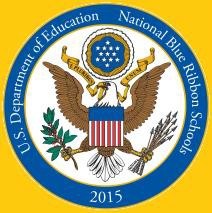 U.S. Department of Education National Blue Ribbon Schools
2015